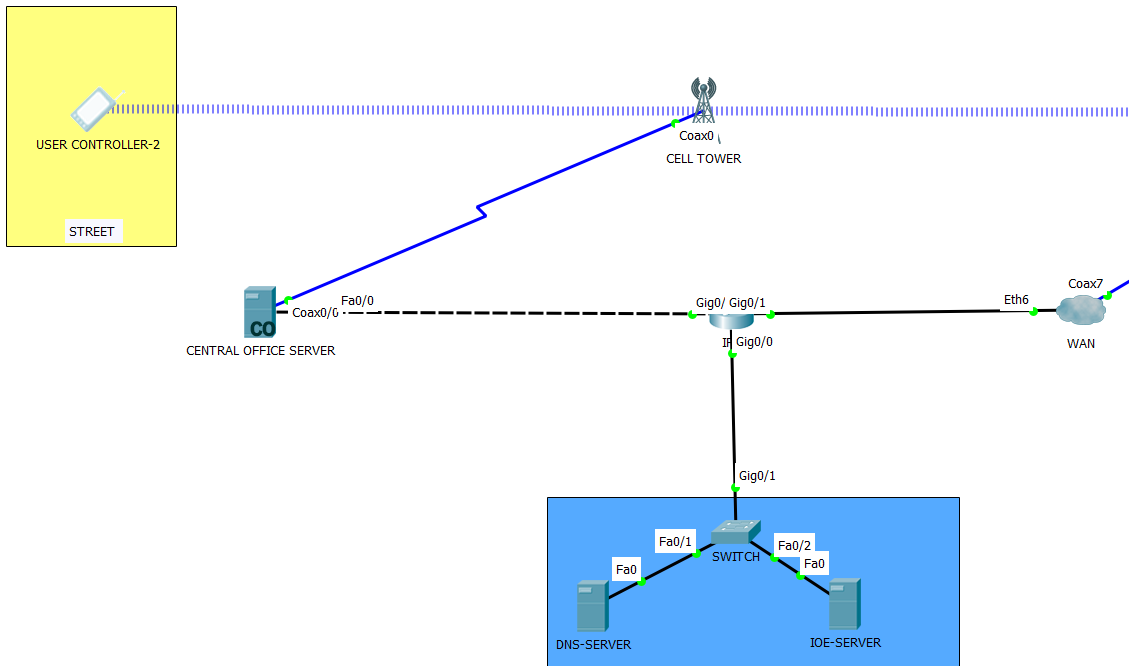 USER CONTROLLER-2
STREET
Coax0
CELL TOWER
Coax0/0
Fa0/0
CO
CENTRAL OFFICE SERVER
Gig0/
Gig0/1
Gig0/0
Eth6
Coax7
WAN
Gig0/1
SWITCH
Fa0/1
Fa0
Fa0/2
Fa0
DNS-SERVER
IOE-SERVER